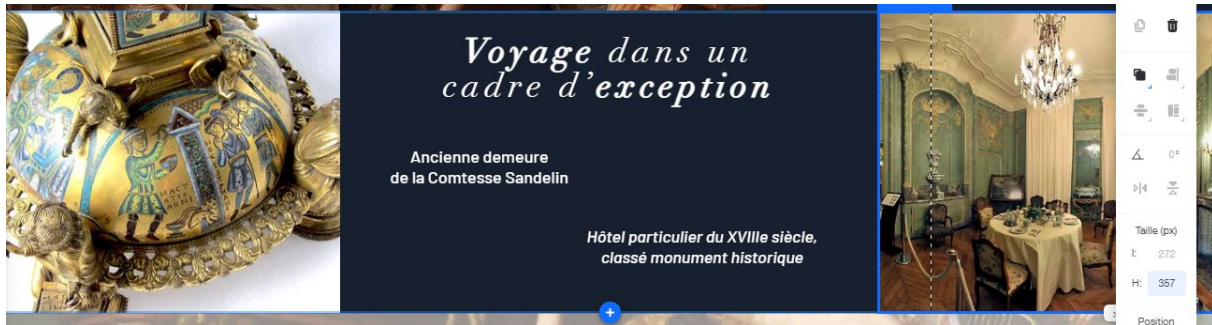 Voyage dans un
cadre d’exception
Ancienne demeure
de la Comtesse Sandelin
Hôtel particulier du XVIIIe siècle,
classé monument historique
MACT
0°
Taille (px)
l: 272
H: 357
Position